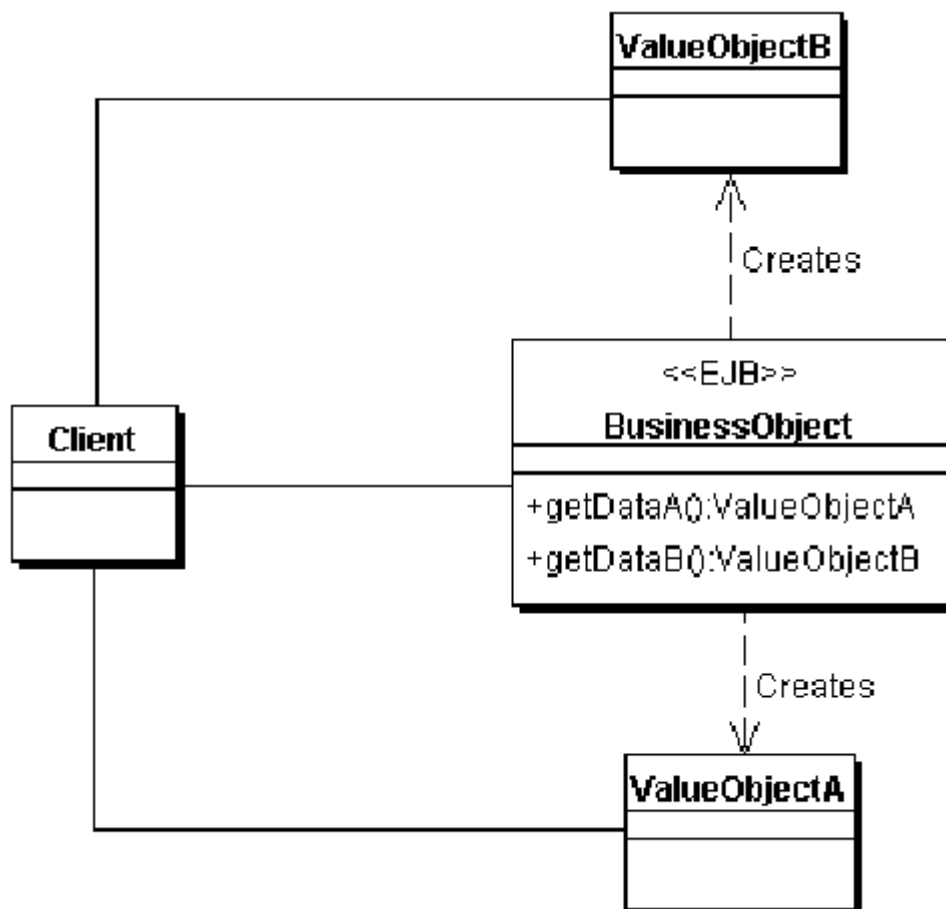 ValueObjectB
Creates
<<EJB>>
BusinessObject
+getDataA():ValueObjectA
+getDataB():ValueObjectB
Client
Creates
ValueObjectA